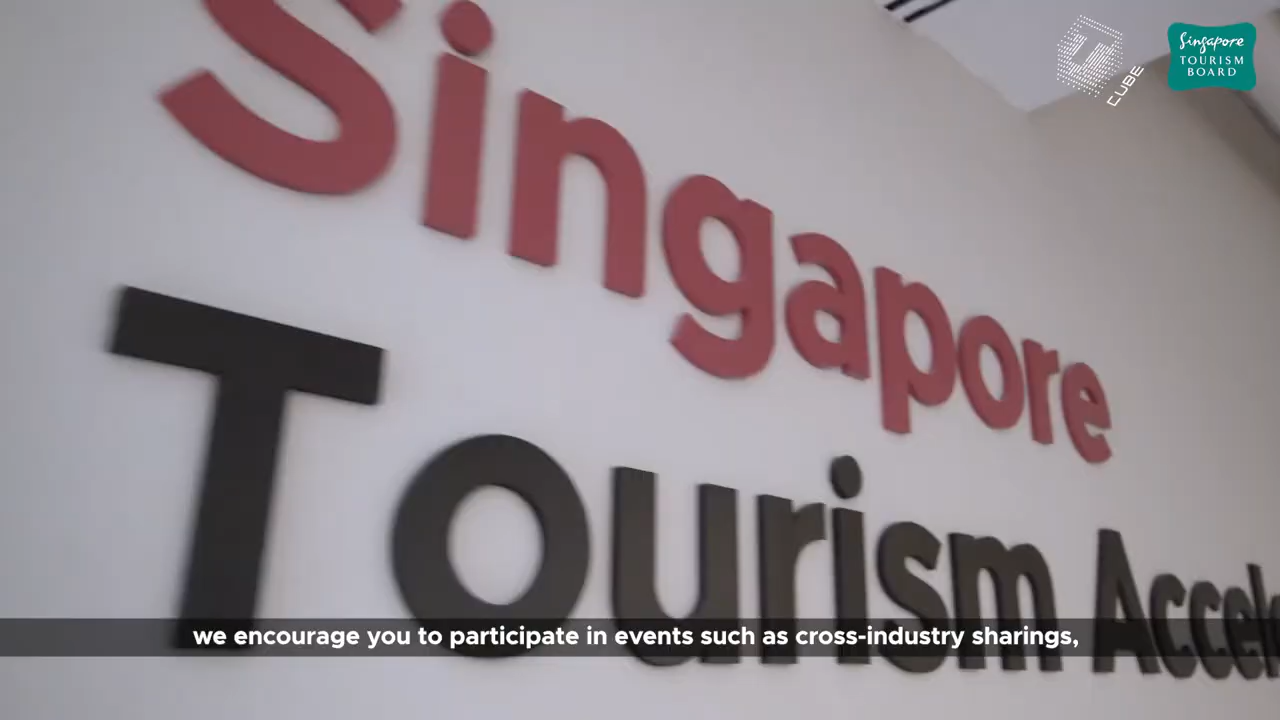 Singapore
Tourism Accel
CUBE
Singapore
TOURISM
BOARD
we encourage you to participate in events such as cross-industry sharings,